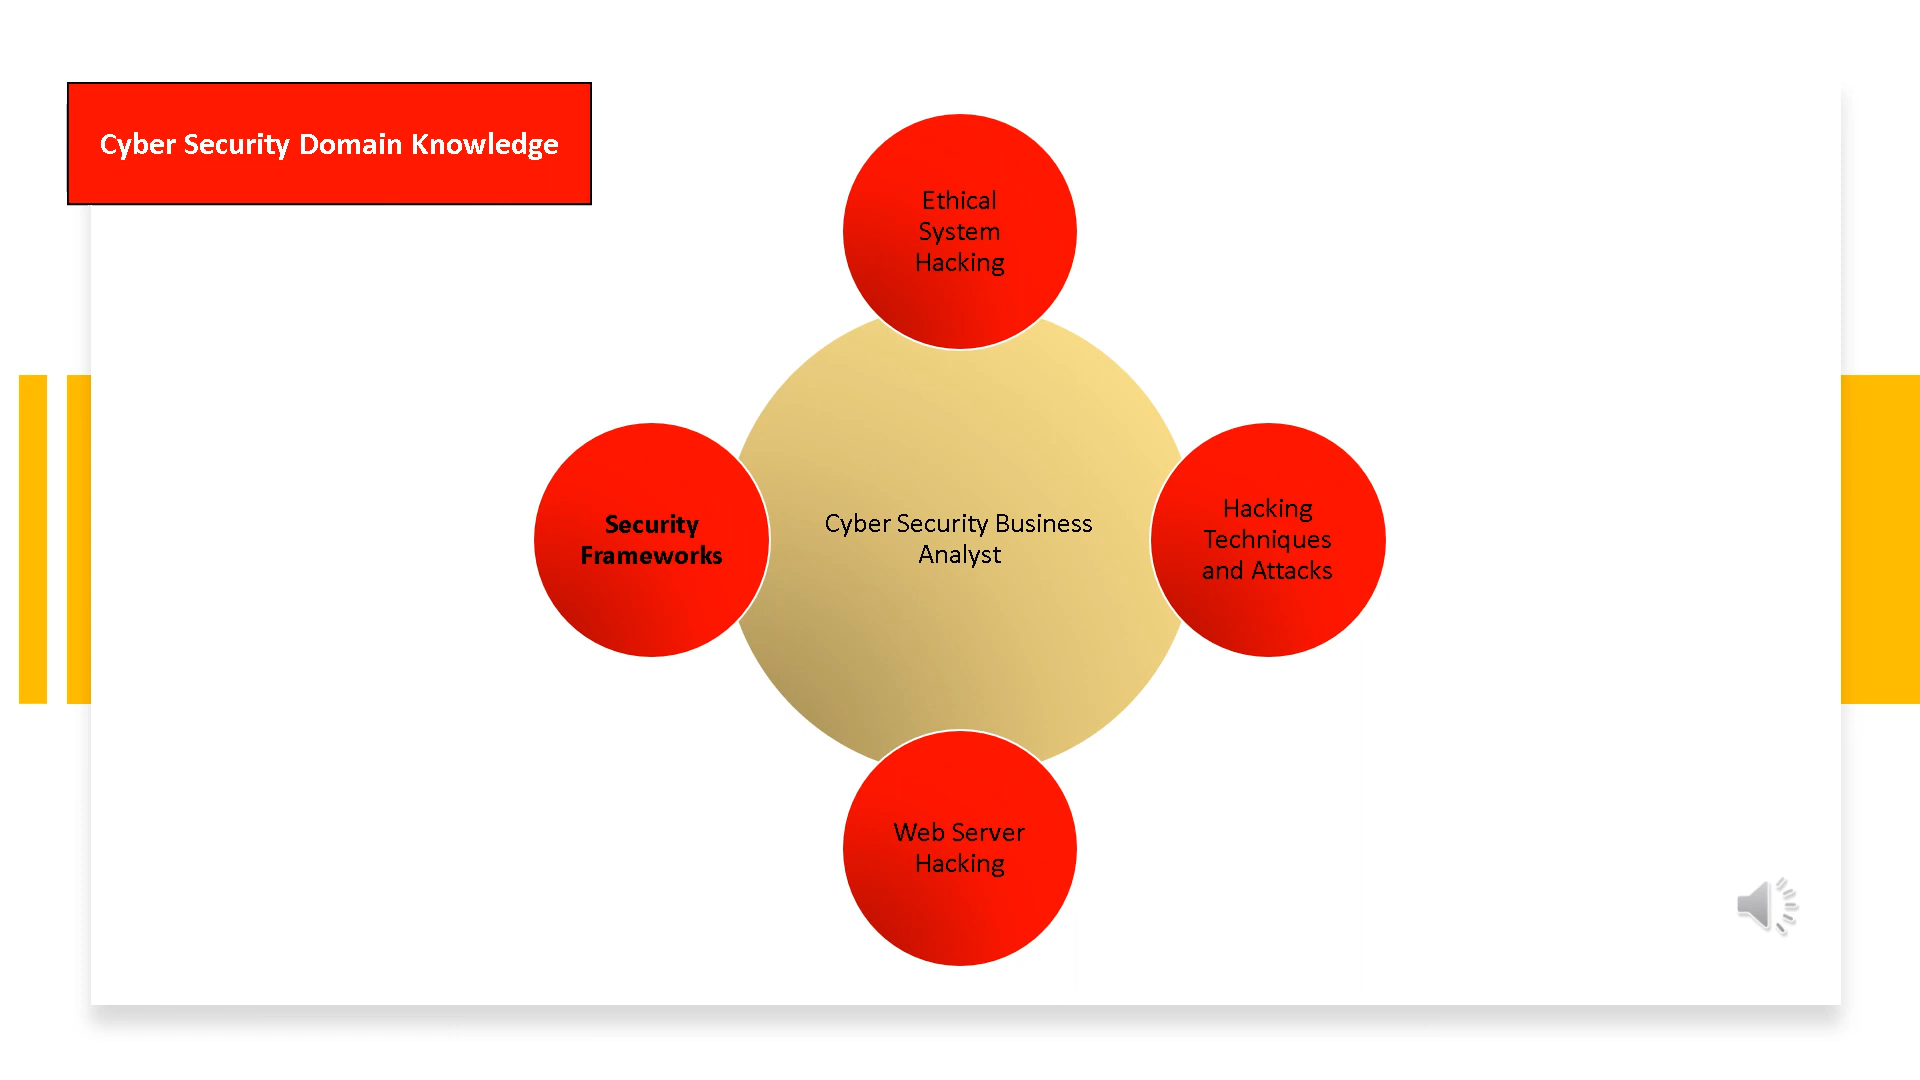 Cyber Security Domain Knowledge
Ethical
System
Hacking
Security
Frameworks
Cyber Security Business
Analyst
Hacking
Techniques
and Attacks
Web Server
Hacking